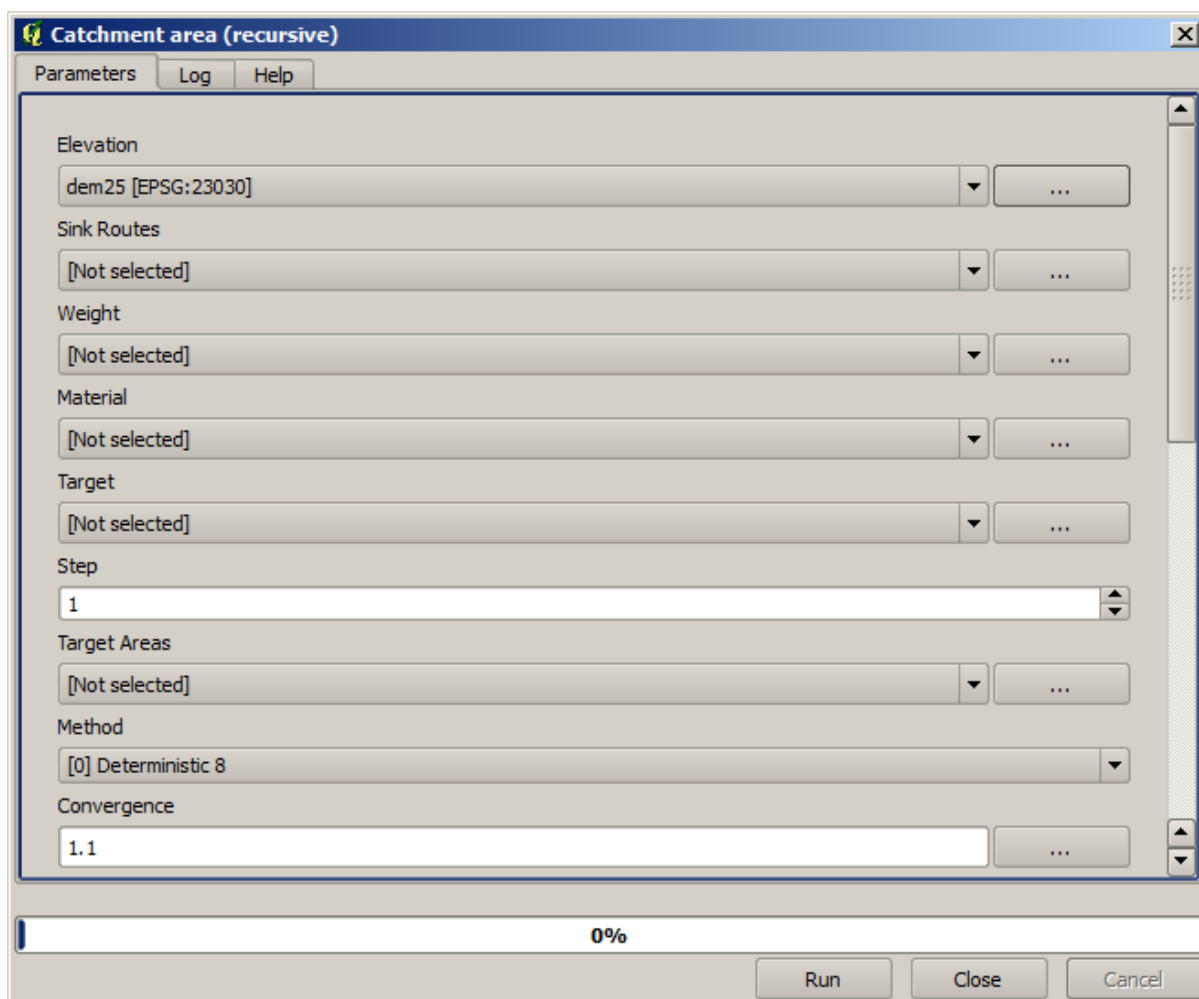 Catchment area (recursive)
Parameters Log Help
Elevation
dem25 [EPSG:23030] ...
Sink Routes
[Not selected] ...
Weight
[Not selected] ...
Material
[Not selected] ...
Target
[Not selected] ...
Step
1
Target Areas
[Not selected] ...
Method
[0] Deterministic 8
Convergence
1.1 ...
0%
Run Close Cancel